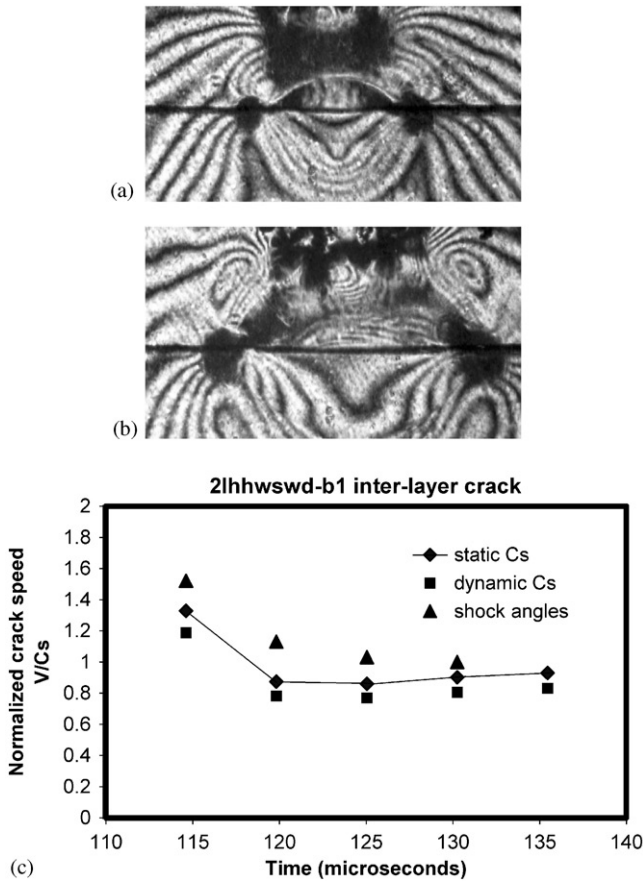 (a)
(b)
2lhhwswd-b1 inter-layer crack
Normalized crack speed
V/Cs
2
1.8
1.6
1.4
1.2
1
0.8
0.6
0.4
0.2
0
static Cs
dynamic Cs
shock angles
110 115 120 125 130 135 140
Time (microseconds)
(c)